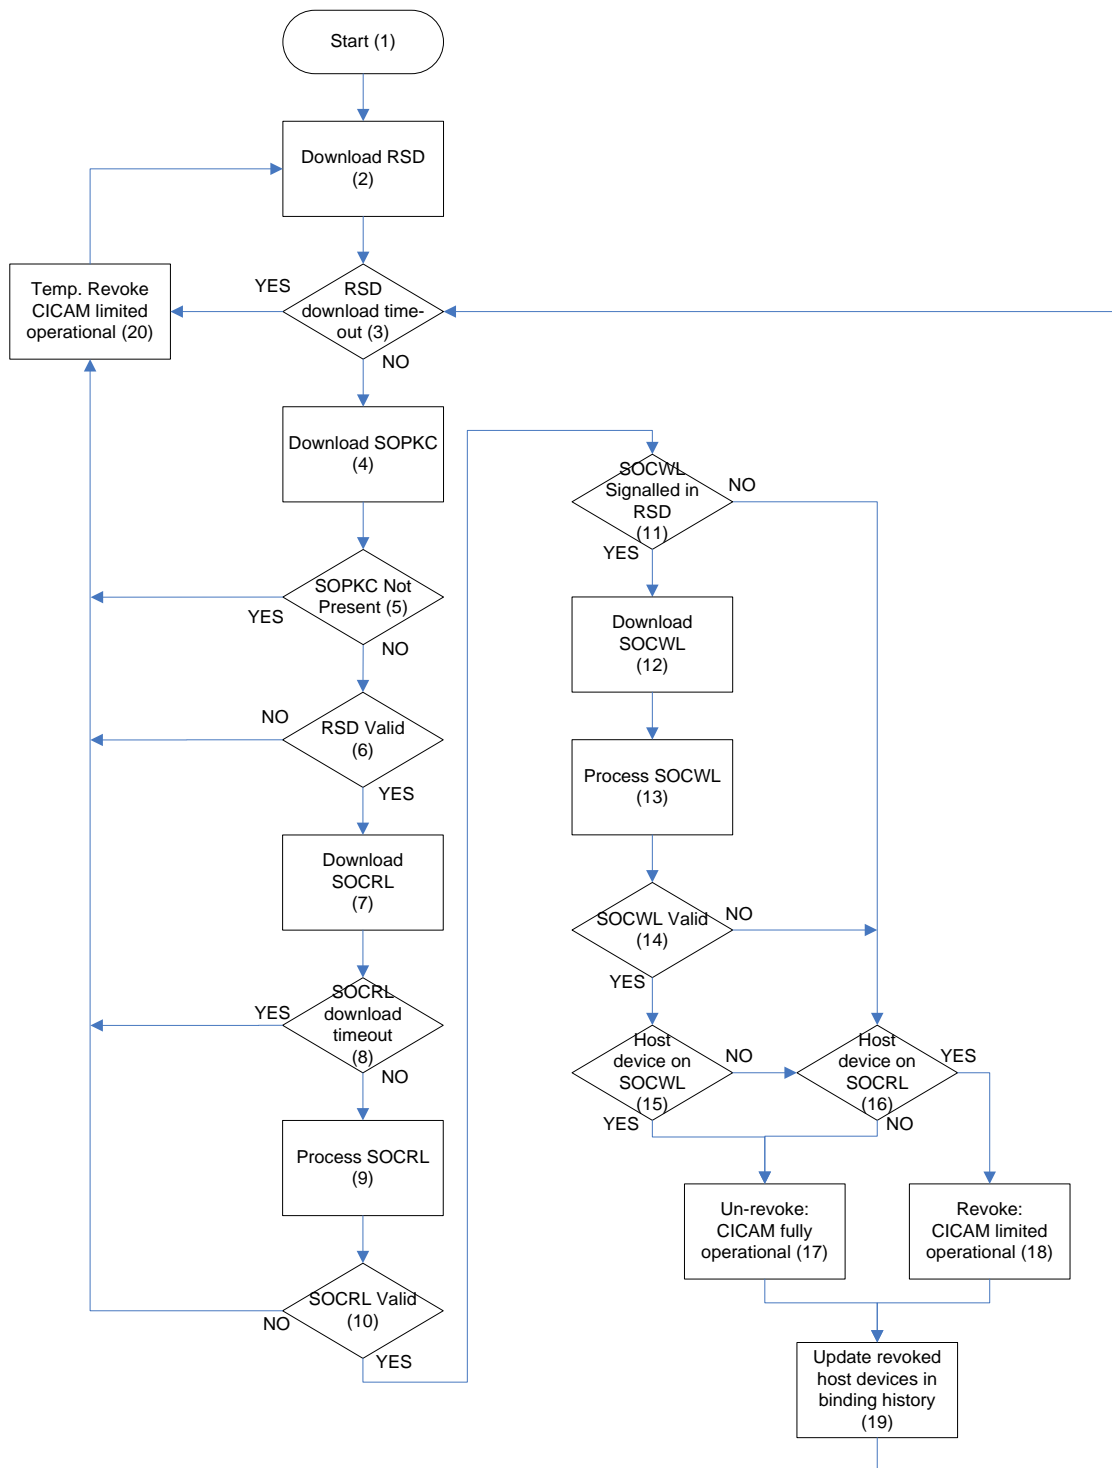 Start (1)
Download RSD
(2)
Temp. Revoke
CICAM limited
operational (20)
YES
RSD
download time-
out (3)
NO
Download SOPKC
(4)
SOPKC Not
Present (5)
YES
NO
NO
RSD Valid
(6)
YES
Download
SOCRL
(7)
YES
SOCRL
download
timeout
(8)
NO
Process SOCRL
(9)
SOCRL Valid
(10)
NO
YES
SOCWL
Signalled in
RSD
(11)
NO
YES
Download
SOCWL
(12)
Process SOCWL
(13)
SOCWL Valid
(14)
NO
YES
Host
device on
SOCWL
(15)
NO
YES
Host
device on
SOCRL
(16)
YES
NO
Un-revoke:
CICAM fully
operational (17)
Revoke:
CICAM limited
operational (18)
Update revoked
host devices in
binding history
(19)